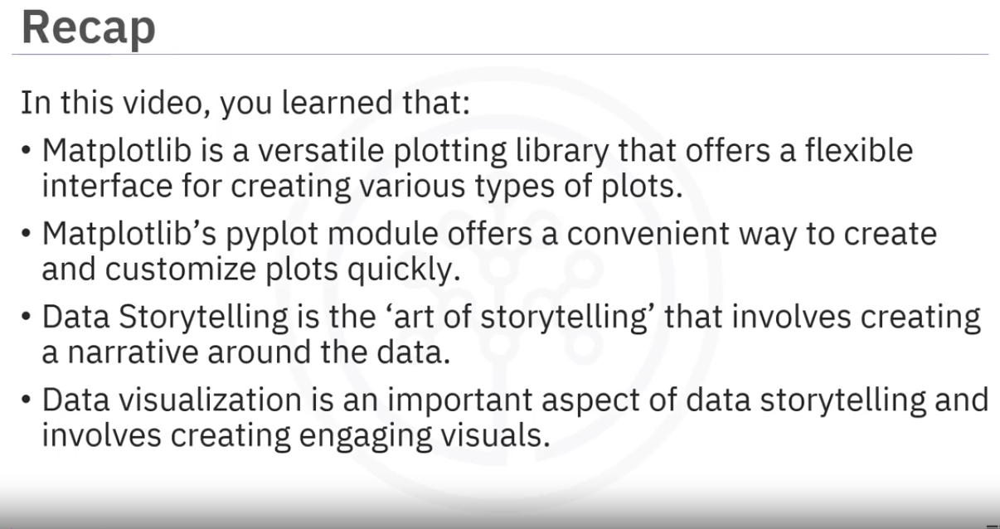 Recap
In this video, you learned that:
• Matplotlib is a versatile plotting library that offers a flexible
interface for creating various types of plots.
• Matplotlib’s pyplot module offers a convenient way to create
and customize plots quickly.
• Data Storytelling is the ‘art of storytelling’ that involves creating
a narrative around the data.
• Data visualization is an important aspect of data storytelling and
involves creating engaging visuals.